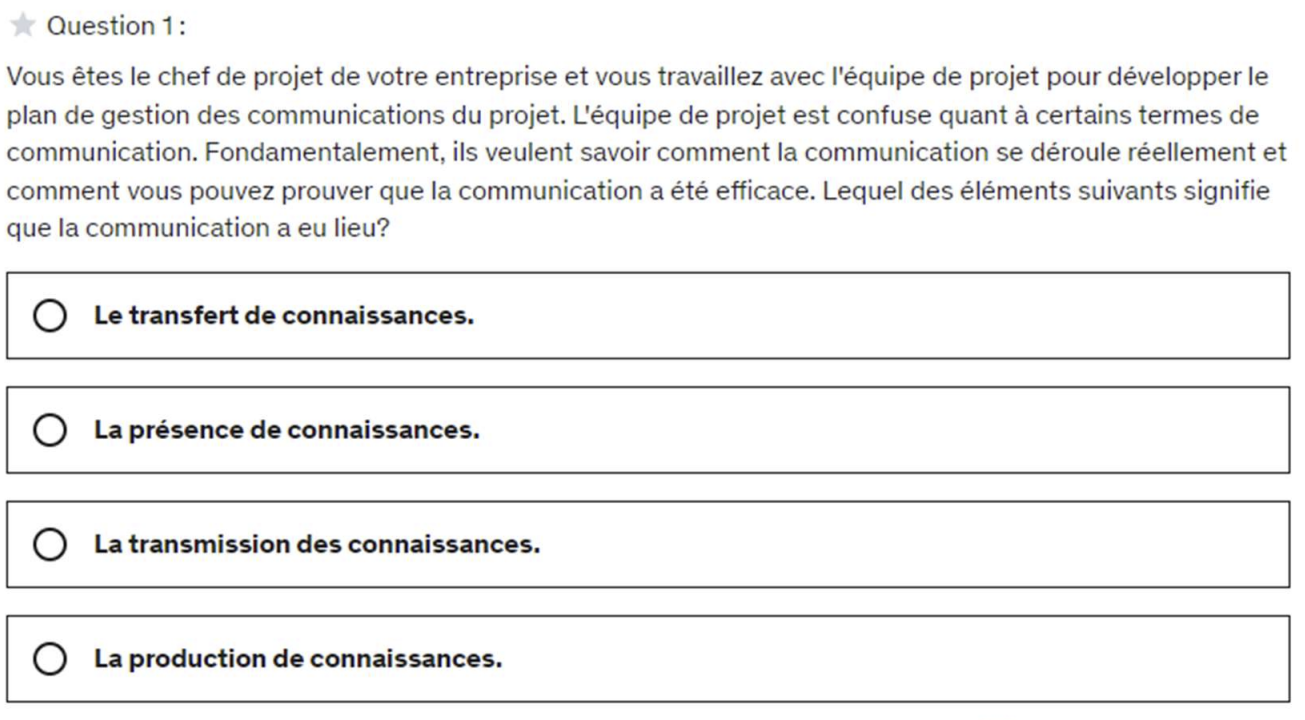 Question 1 :
Vous êtes le chef de projet de votre entreprise et vous travaillez avec l'équipe de projet pour développer le
plan de gestion des communications du projet. L'équipe de projet est confuse quant à certains termes de
communication. Fondamentalement, ils veulent savoir comment la communication se déroule réellement et
comment vous pouvez prouver que la communication a été efficace. Lequel des éléments suivants signifie
que la communication a eu lieu?
Le transfert de connaissances.
La présence de connaissances.
La transmission des connaissances.
La production de connaissances.